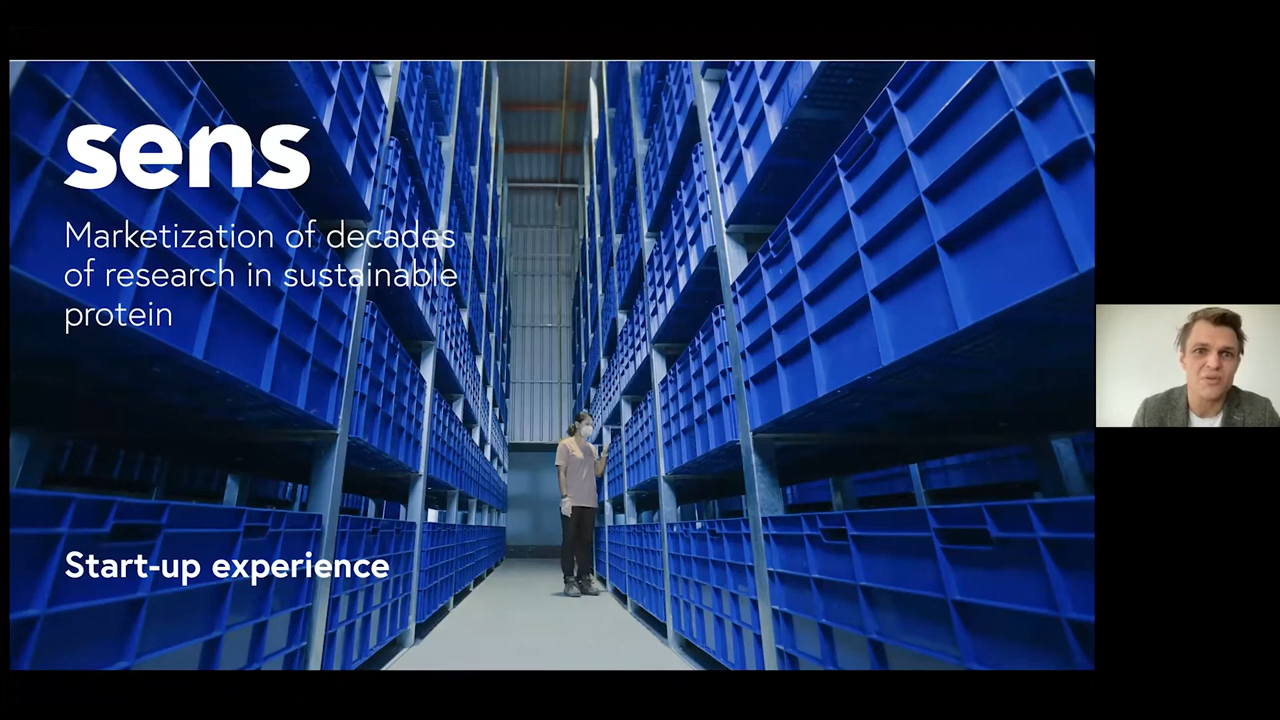 sens
Marketization of decades
of research in sustainable
protein
Start-up experience